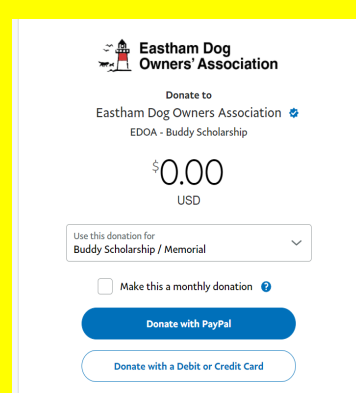 Eastham Dog
Owners' Association
Donate to
Eastham Dog Owners Association
EDOA - Buddy Scholarship
$0.00
USD
Use this donation for
Buddy Scholarship / Memorial
Make this a monthly donation ?
Donate with PayPal
Donate with a Debit or Credit Card